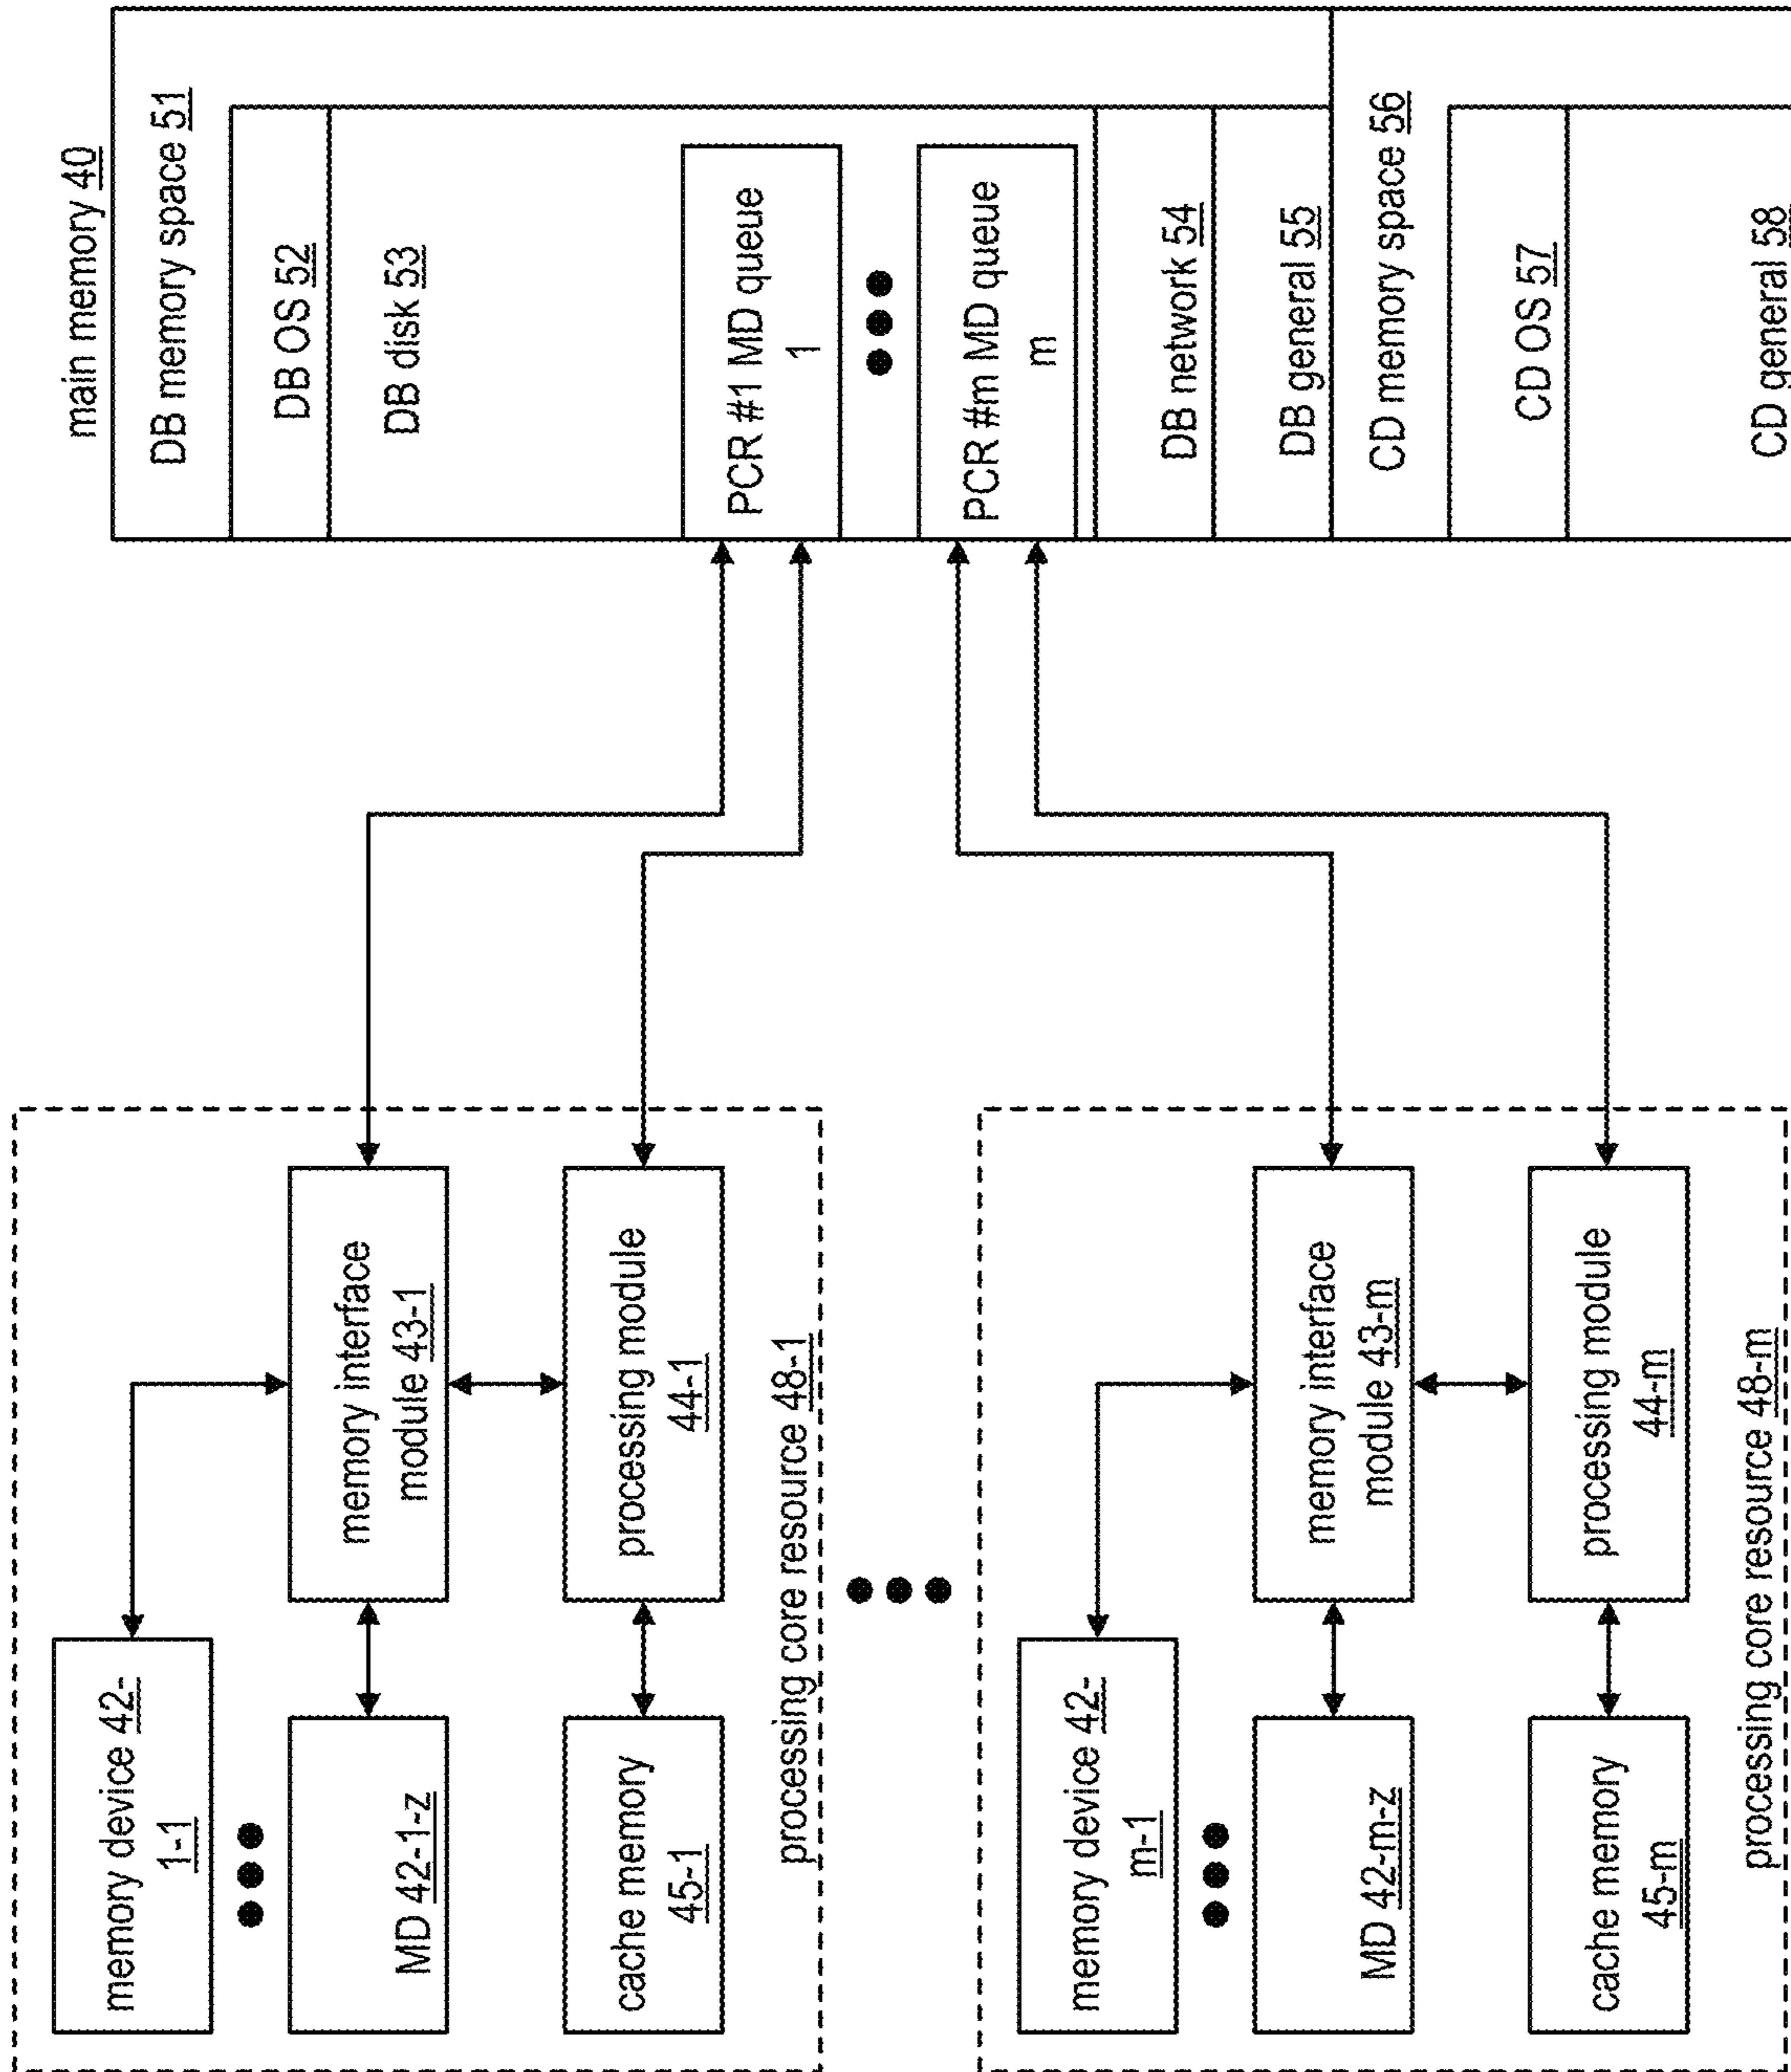 main memory 40
DB memory space 51
DB OS 52
DB disk 53
PCR #1 MD queue
1
PCR #m MD queue
m
DB network 54
DB general 55
CD memory space 56
CD OS 57
CD general 58
memory device 42-
1-1
MD 42-1-z
cache memory
45-1
memory interface
module 43-1
processing module
44-1
processing core resource 48-1
memory device 42-
m-1
MD 42-m-z
cache memory
45-m
memory interface
module 43-m
processing module
44-m
processing core resource 48-m